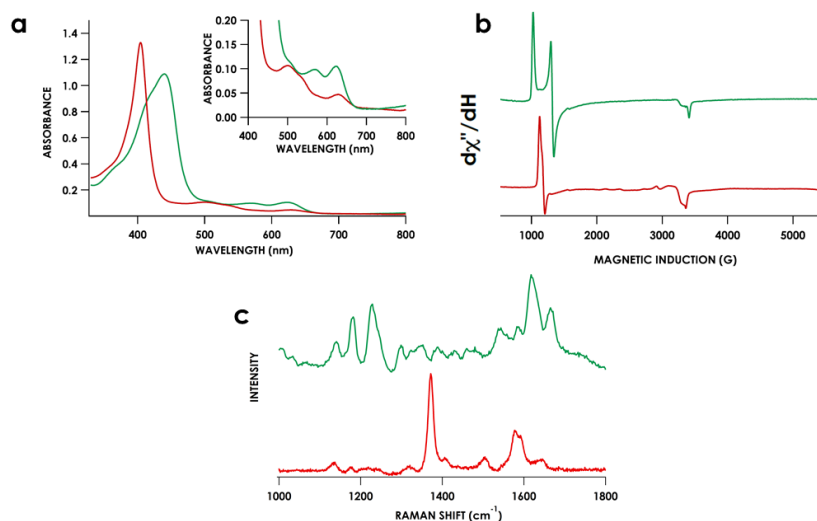 a
ABSORBANCE
1.4
1.2
1.0
0.8
0.6
0.4
0.2
400
500
600
700
800
WAVELENGTH (nm)
ABSORBANCE
0.20
0.15
0.10
0.05
0.00
400
500
600
700
800
WAVELENGTH (nm)
b
dχ"/dH
1000
2000
3000
4000
5000
MAGNETIC INDUCTION (G)
c
INTENSITY
1000
1200
1400
1600
1800
RAMAN SHIFT (cm⁻¹)